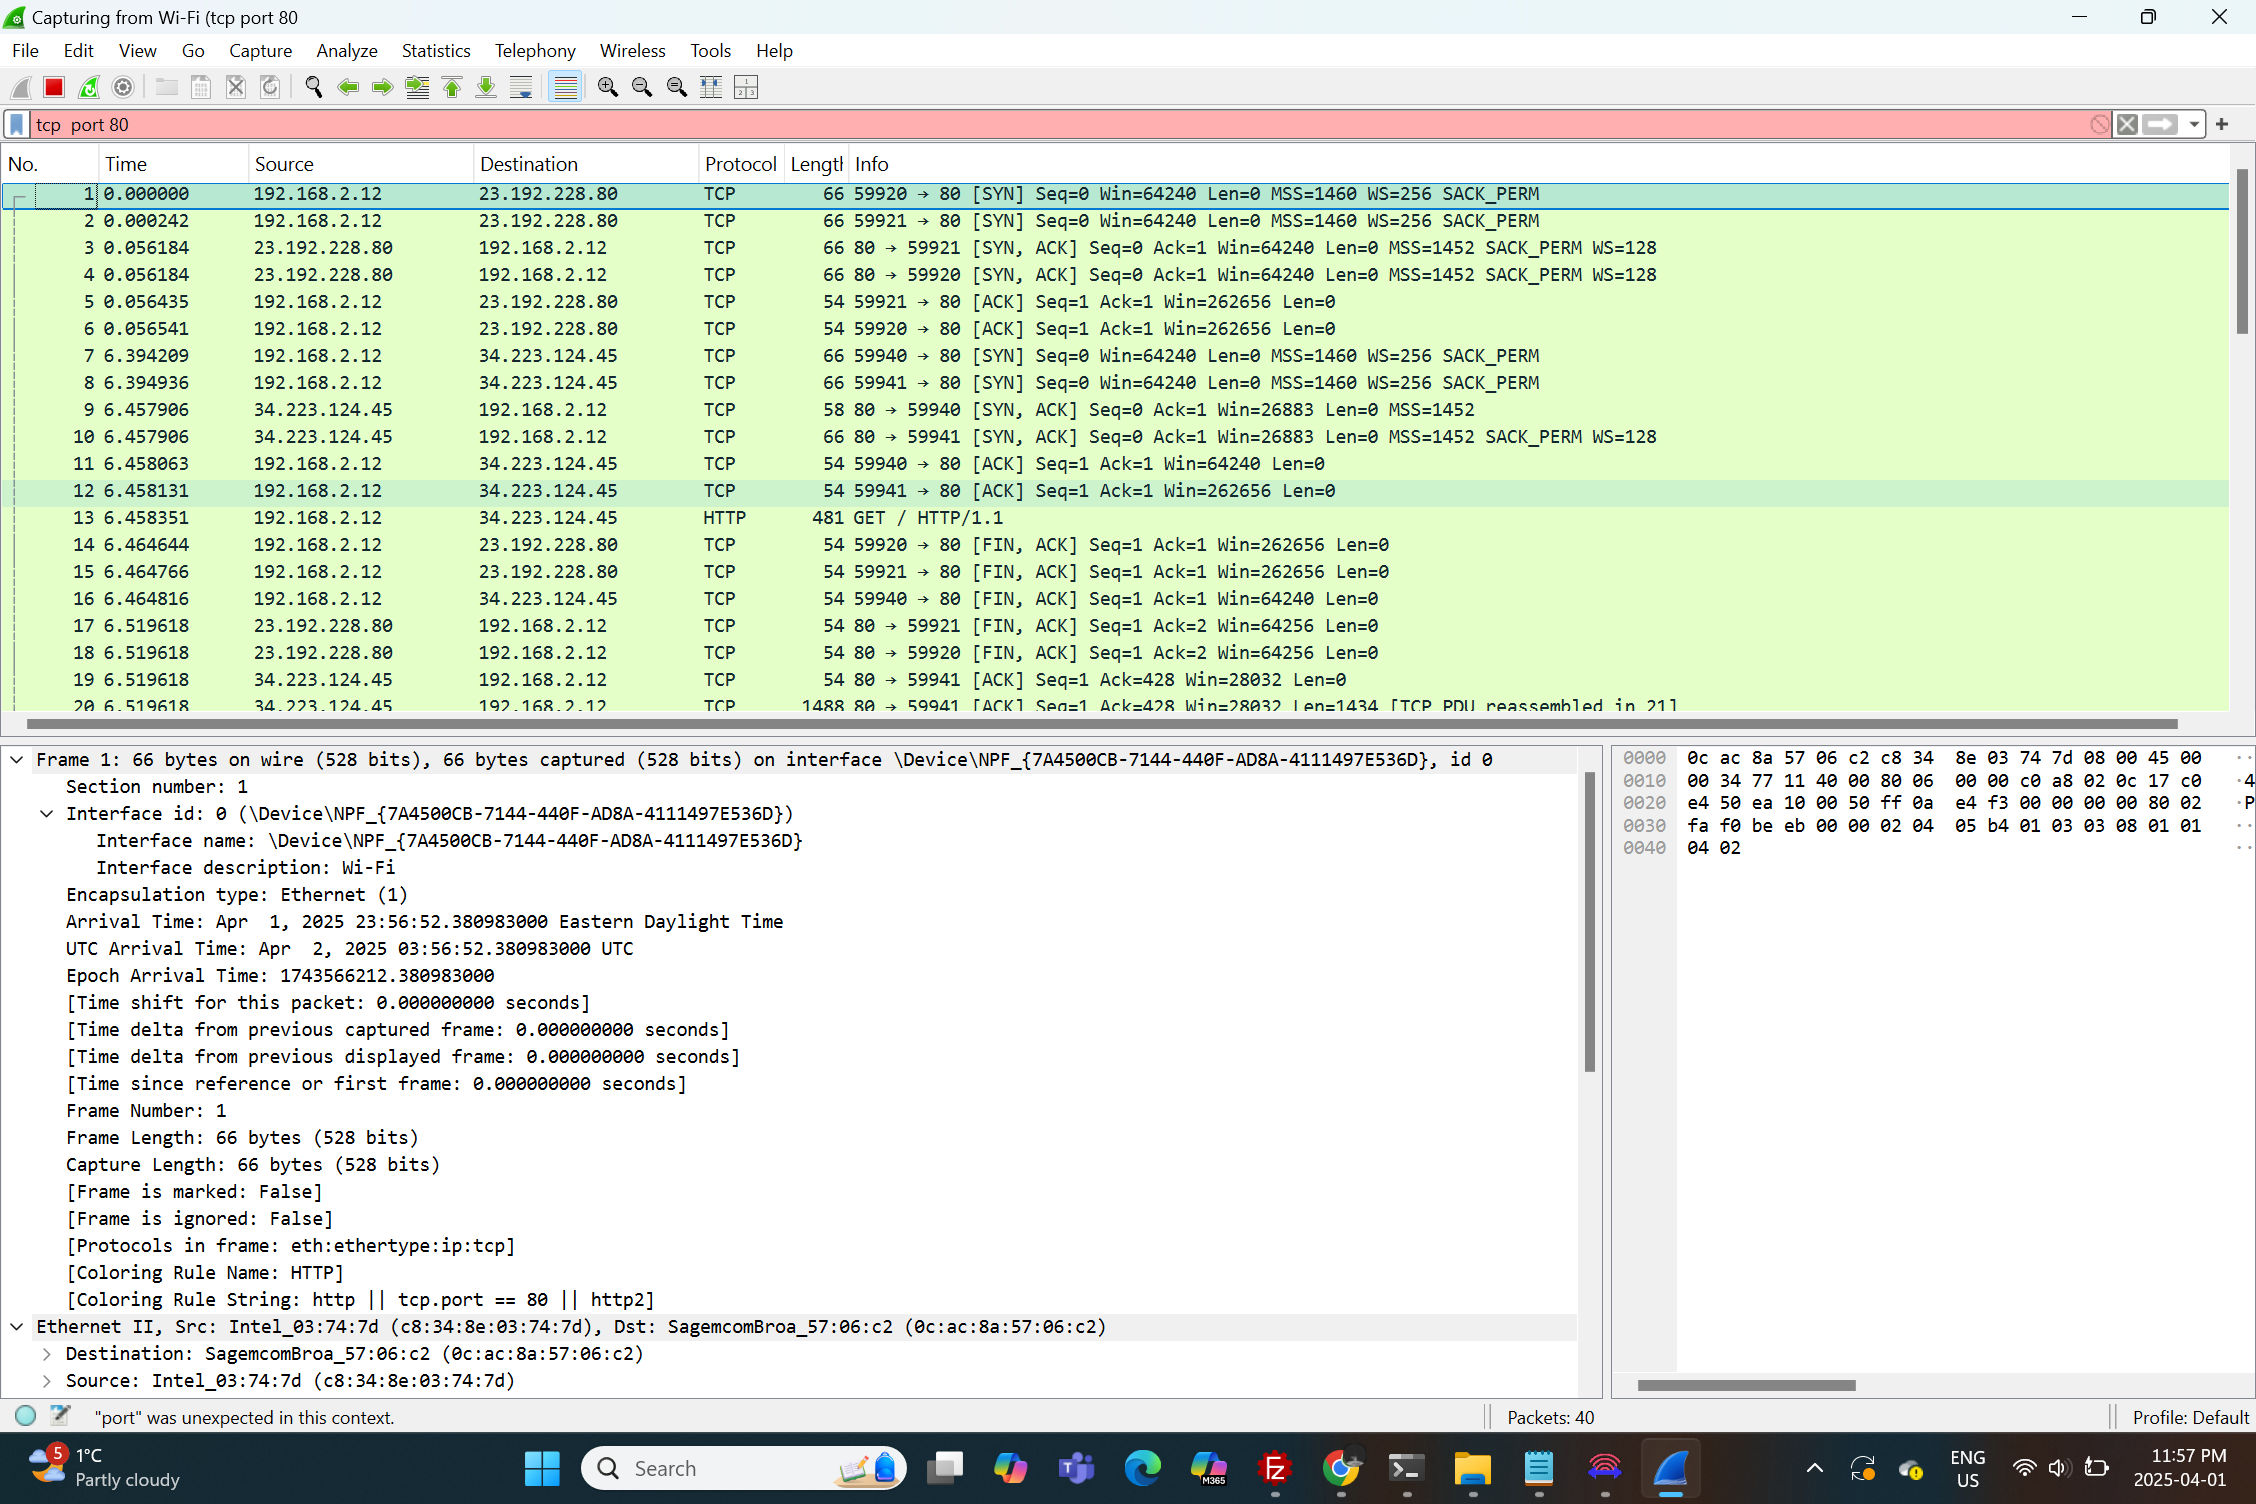 Capturing from Wi-Fi (tcp port 80
File Edit View Go Capture Analyze Statistics Telephony Wireless Tools Help
tcp  port 80
No. Time Source Destination Protocol Length Info
1 0.000000 192.168.2.12 23.192.228.80 TCP 66 59920 → 80 [SYN] Seq=0 Win=64240 Len=0 MSS=1460 WS=256 SACK_PERM
2 0.000242 192.168.2.12 23.192.228.80 TCP 66 59921 → 80 [SYN] Seq=0 Win=64240 Len=0 MSS=1460 WS=256 SACK_PERM
3 0.056184 23.192.228.80 192.168.2.12 TCP 66 80 → 59921 [SYN, ACK] Seq=0 Ack=1 Win=64240 Len=0 MSS=1452 SACK_PERM WS=128
4 0.056184 23.192.228.80 192.168.2.12 TCP 66 80 → 59920 [SYN, ACK] Seq=0 Ack=1 Win=64240 Len=0 MSS=1452 SACK_PERM WS=128
5 0.056435 192.168.2.12 23.192.228.80 TCP 54 59921 → 80 [ACK] Seq=1 Ack=1 Win=262656 Len=0
6 0.056541 192.168.2.12 23.192.228.80 TCP 54 59920 → 80 [ACK] Seq=1 Ack=1 Win=262656 Len=0
7 6.394209 192.168.2.12 34.223.124.45 TCP 66 59940 → 80 [SYN] Seq=0 Win=64240 Len=0 MSS=1460 WS=256 SACK_PERM
8 6.394936 192.168.2.12 34.223.124.45 TCP 66 59941 → 80 [SYN] Seq=0 Win=64240 Len=0 MSS=1460 WS=256 SACK_PERM
9 6.457906 34.223.124.45 192.168.2.12 TCP 58 80 → 59940 [SYN, ACK] Seq=0 Ack=1 Win=26883 Len=0 MSS=1452
10 6.457906 34.223.124.45 192.168.2.12 TCP 66 80 → 59941 [SYN, ACK] Seq=0 Ack=1 Win=26883 Len=0 MSS=1452 SACK_PERM WS=128
11 6.458063 192.168.2.12 34.223.124.45 TCP 54 59940 → 80 [ACK] Seq=1 Ack=1 Win=64240 Len=0
12 6.458131 192.168.2.12 34.223.124.45 TCP 54 59941 → 80 [ACK] Seq=1 Ack=1 Win=262656 Len=0
13 6.458351 192.168.2.12 34.223.124.45 HTTP 481 GET / HTTP/1.1
14 6.464644 192.168.2.12 23.192.228.80 TCP 54 59920 → 80 [FIN, ACK] Seq=1 Ack=1 Win=262656 Len=0
15 6.464766 192.168.2.12 23.192.228.80 TCP 54 59921 → 80 [FIN, ACK] Seq=1 Ack=1 Win=262656 Len=0
16 6.464816 192.168.2.12 34.223.124.45 TCP 54 59940 → 80 [FIN, ACK] Seq=1 Ack=1 Win=64240 Len=0
17 6.519618 23.192.228.80 192.168.2.12 TCP 54 80 → 59921 [FIN, ACK] Seq=1 Ack=2 Win=64256 Len=0
18 6.519618 23.192.228.80 192.168.2.12 TCP 54 80 → 59920 [FIN, ACK] Seq=1 Ack=2 Win=64256 Len=0
19 6.519618 34.223.124.45 192.168.2.12 TCP 54 80 → 59941 [ACK] Seq=1 Ack=428 Win=28032 Len=0
20 6.519618 34.223.124.45 192.168.2.12 TCP 1488 80 → 59941 [ACK] Seq=1 Ack=428 Win=28032 Len=1434 [TCP PDU reassembled in 21]
Frame 1: 66 bytes on wire (528 bits), 66 bytes captured (528 bits) on interface \Device\NPF_{7A4500CB-7144-440F-AD8A-4111497E536D}, id 0
Section number: 1
Interface id: 0 (\Device\NPF_{7A4500CB-7144-440F-AD8A-4111497E536D})
Interface name: \Device\NPF_{7A4500CB-7144-440F-AD8A-4111497E536D}
Interface description: Wi-Fi
Encapsulation type: Ethernet (1)
Arrival Time: Apr  1, 2025 23:56:52.380983000 Eastern Daylight Time
UTC Arrival Time: Apr  2, 2025 03:56:52.380983000 UTC
Epoch Arrival Time: 1743566212.380983000
[Time shift for this packet: 0.000000000 seconds]
[Time delta from previous captured frame: 0.000000000 seconds]
[Time delta from previous displayed frame: 0.000000000 seconds]
[Time since reference or first frame: 0.000000000 seconds]
Frame Number: 1
Frame Length: 66 bytes (528 bits)
Capture Length: 66 bytes (528 bits)
[Frame is marked: False]
[Frame is ignored: False]
[Protocols in frame: eth:ethertype:ip:tcp]
[Coloring Rule Name: HTTP]
[Coloring Rule String: http || tcp.port == 80 || http2]
Ethernet II, Src: Intel_03:74:7d (c8:34:8e:03:74:7d), Dst: SagemcomBroa_57:06:c2 (0c:ac:8a:57:06:c2)
Destination: SagemcomBroa_57:06:c2 (0c:ac:8a:57:06:c2)
Source: Intel_03:74:7d (c8:34:8e:03:74:7d)
0000 0c ac 8a 57 06 c2 c8 34  8e 03 74 7d 08 00 45 00 ··
0010 00 34 77 11 40 00 80 06  00 00 c0 a8 02 0c 17 c0 ·4
0020 e4 50 ea 10 00 50 ff 0a  e4 f3 00 00 00 00 80 02 ·P
0030 fa f0 be eb 00 00 02 04  05 b4 01 03 03 08 01 01 ··
0040 04 02 ··
"port" was unexpected in this context.
Packets: 40
Profile: Default
5
1°C
Partly cloudy
Search
M365
ENG
US
11:57 PM
2025-04-01